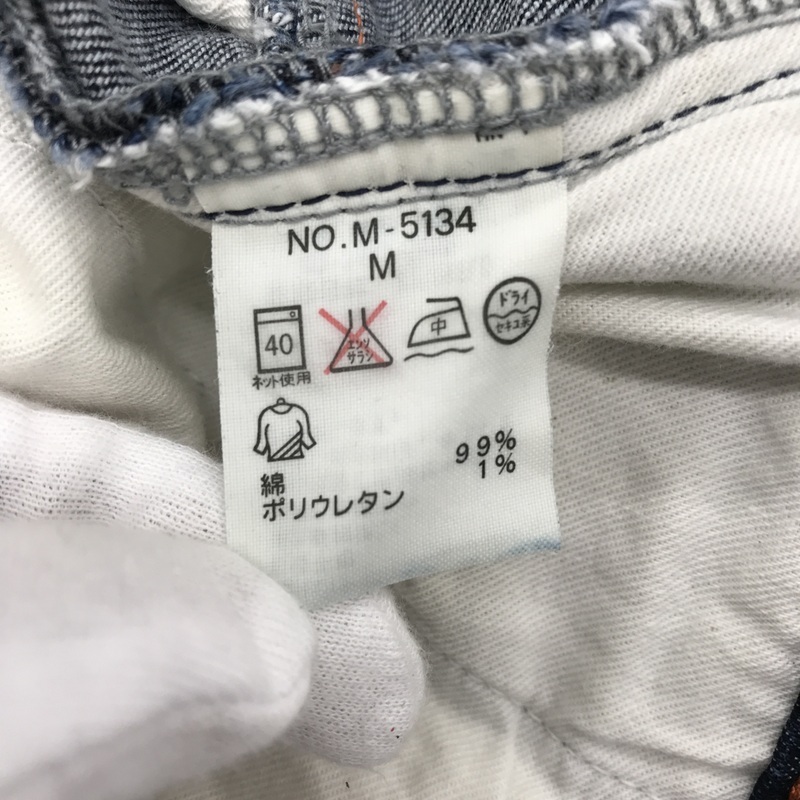 NO.M-5134
M
40
ネット使用
エンソ
サラシ
中
ドライ
セキユ系
綿 99%
ポリウレタン 1%